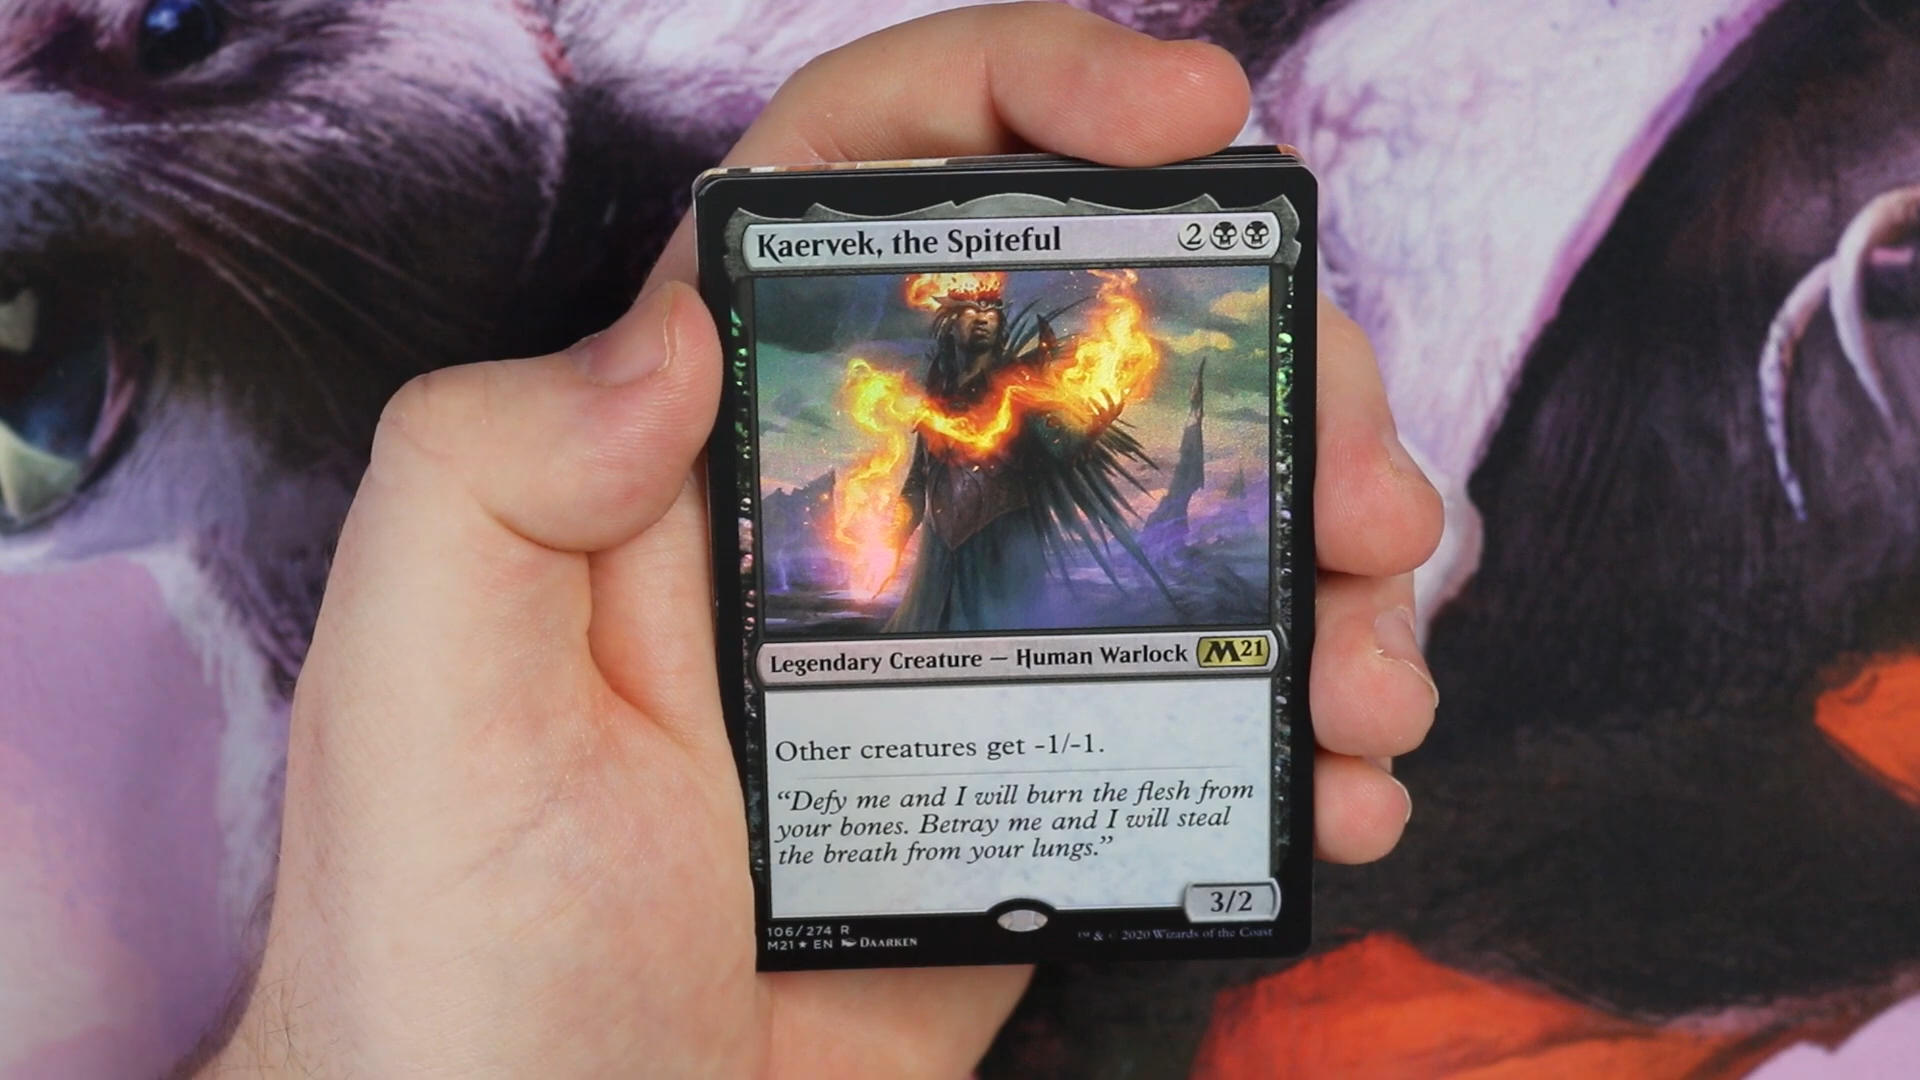 Kaervek, the Spiteful 2
Legendary Creature — Human Warlock M21
Other creatures get -1/-1.
“Defy me and I will burn the flesh from
your bones. Betray me and I will steal
the breath from your lungs.”
3/2
106/274 R
M21 ★ EN DAARKEN
™ & © 2020 Wizards of the Coast